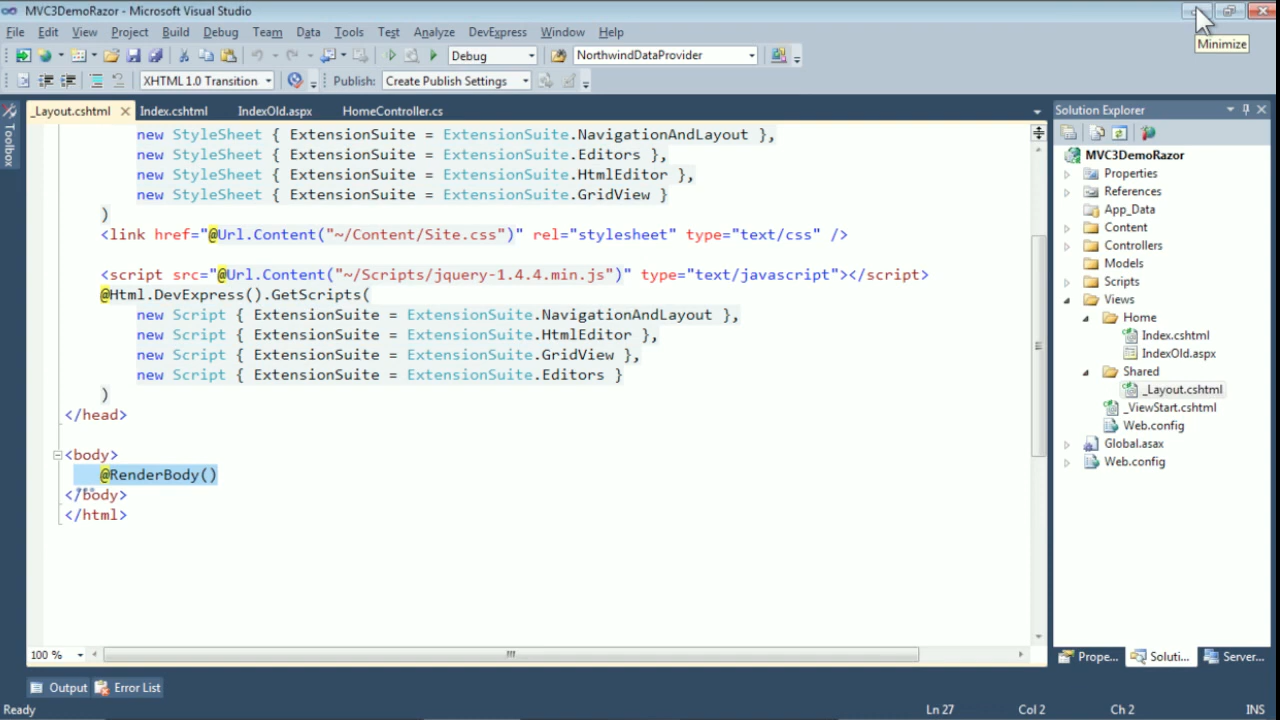 MVC3DemoRazor - Microsoft Visual Studio
File Edit View Project Build Debug Team Data Tools Test Analyze DevExpress Window Help
Minimize
Debug NorthwindDataProvider
XHTML 1.0 Transition Publish: Create Publish Settings
_Layout.cshtml Index.cshtml IndexOld.aspx HomeController.cs
Toolbox
new StyleSheet { ExtensionSuite = ExtensionSuite.NavigationAndLayout },
new StyleSheet { ExtensionSuite = ExtensionSuite.Editors },
new StyleSheet { ExtensionSuite = ExtensionSuite.HtmlEditor },
new StyleSheet { ExtensionSuite = ExtensionSuite.GridView }
)
<link href="@Url.Content("~/Content/Site.css")" rel="stylesheet" type="text/css" />
<script src="@Url.Content("~/Scripts/jquery-1.4.4.min.js")" type="text/javascript"></script>
@Html.DevExpress().GetScripts(
new Script { ExtensionSuite = ExtensionSuite.NavigationAndLayout },
new Script { ExtensionSuite = ExtensionSuite.HtmlEditor },
new Script { ExtensionSuite = ExtensionSuite.GridView },
new Script { ExtensionSuite = ExtensionSuite.Editors }
)
</head>
<body>
@RenderBody()
</body>
</html>
100 %
Solution Explorer
MVC3DemoRazor
Properties
References
App_Data
Content
Controllers
Models
Scripts
Views
Home
Index.cshtml
IndexOld.aspx
Shared
_Layout.cshtml
_ViewStart.cshtml
Web.config
Global.asax
Web.config
Prope... Soluti... Server...
Output Error List
Ready Ln 27 Col 2 Ch 2 INS